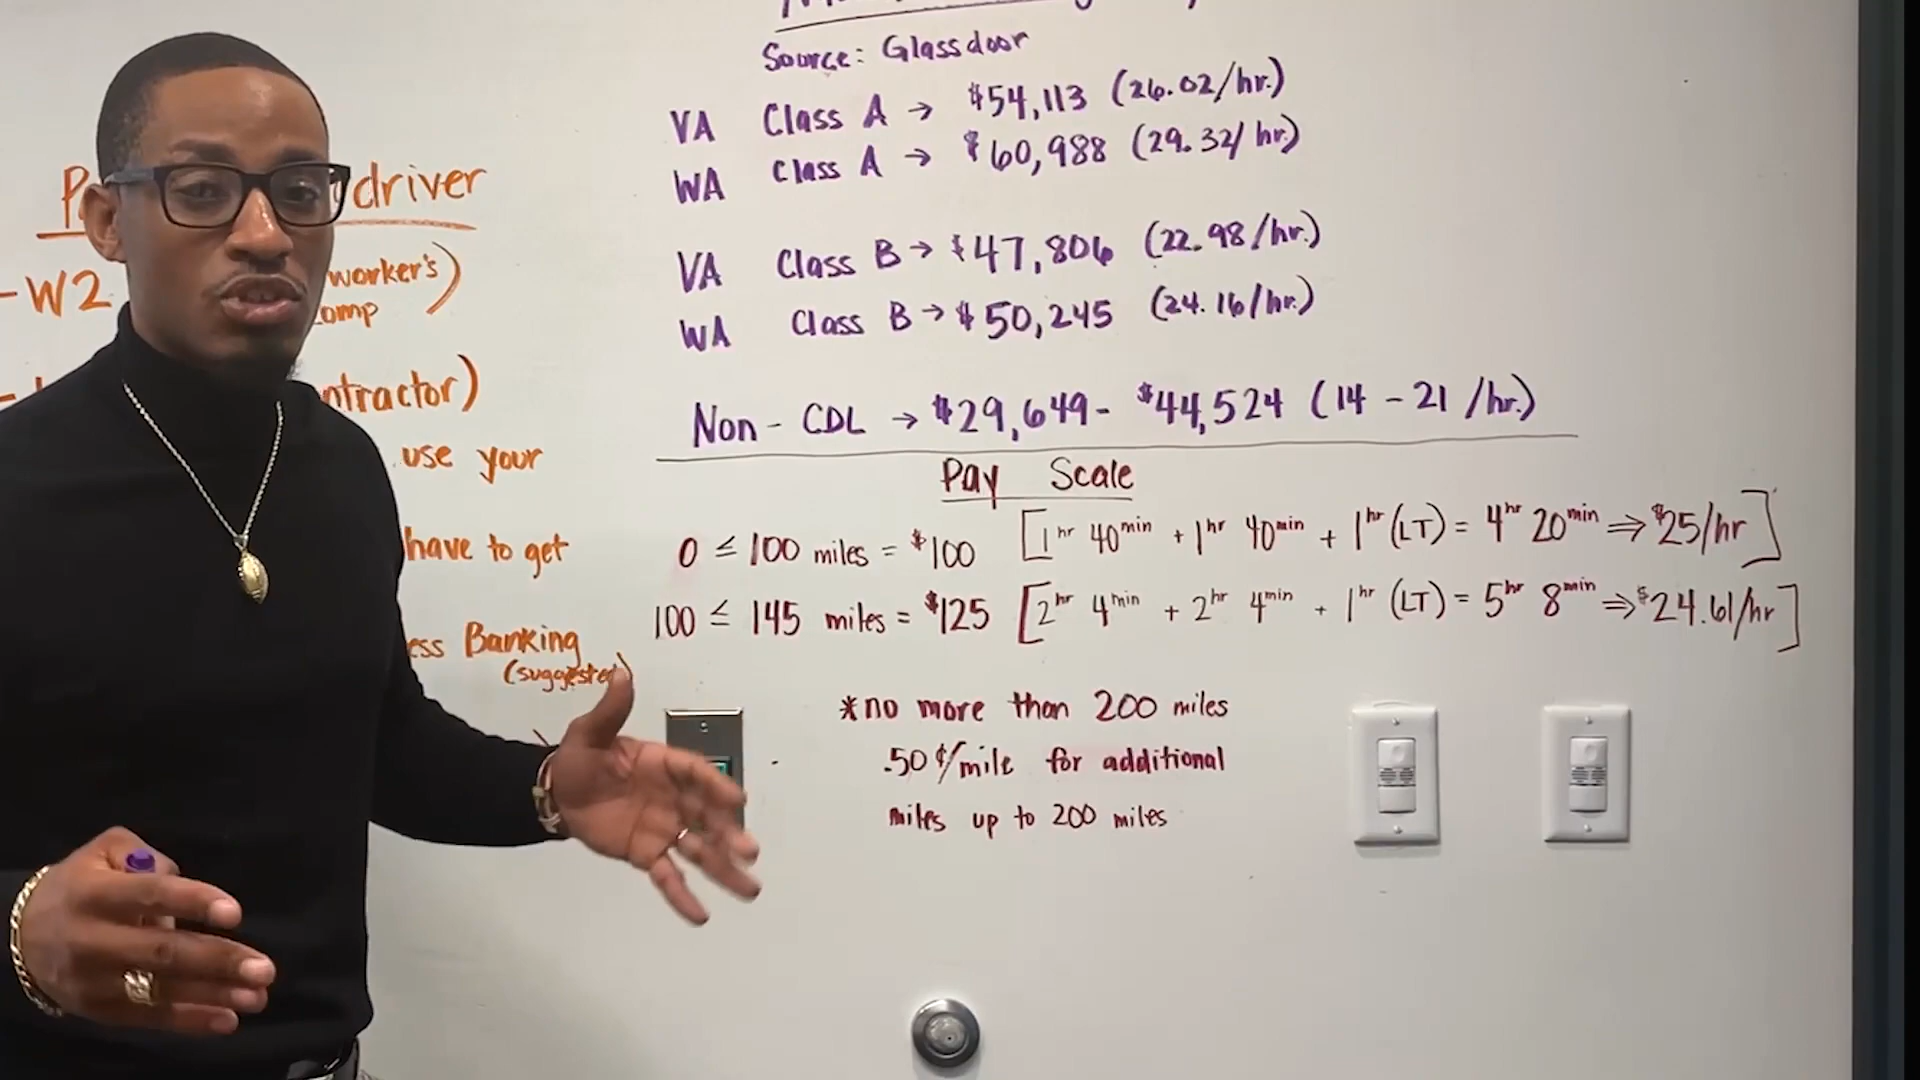 driver
-W2
worker's)
comp
ntractor)
use your
have to get
ess Banking
(suggested)
Source: Glassdoor
VA Class A → $54,113 (26.02/hr.)
WA Class A → $60,988 (29.32/hr.)
VA Class B → $47,806 (22.98/hr.)
WA Class B → $50,245 (24.16/hr.)
Non-CDL → $29,649- $44,524 (14 - 21 /hr.)
Pay Scale
0 ≤ 100 miles = $100 [1hr 40min + 1hr 40min + 1hr (LT) = 4hr 20min ⇒ $25/hr]
100 ≤ 145 miles = $125 [2hr 4min + 2hr 4min + 1hr (LT) = 5hr 8min ⇒ $24.61/hr]
*no more than 200 miles
.50¢/mile for additional
miles up to 200 miles